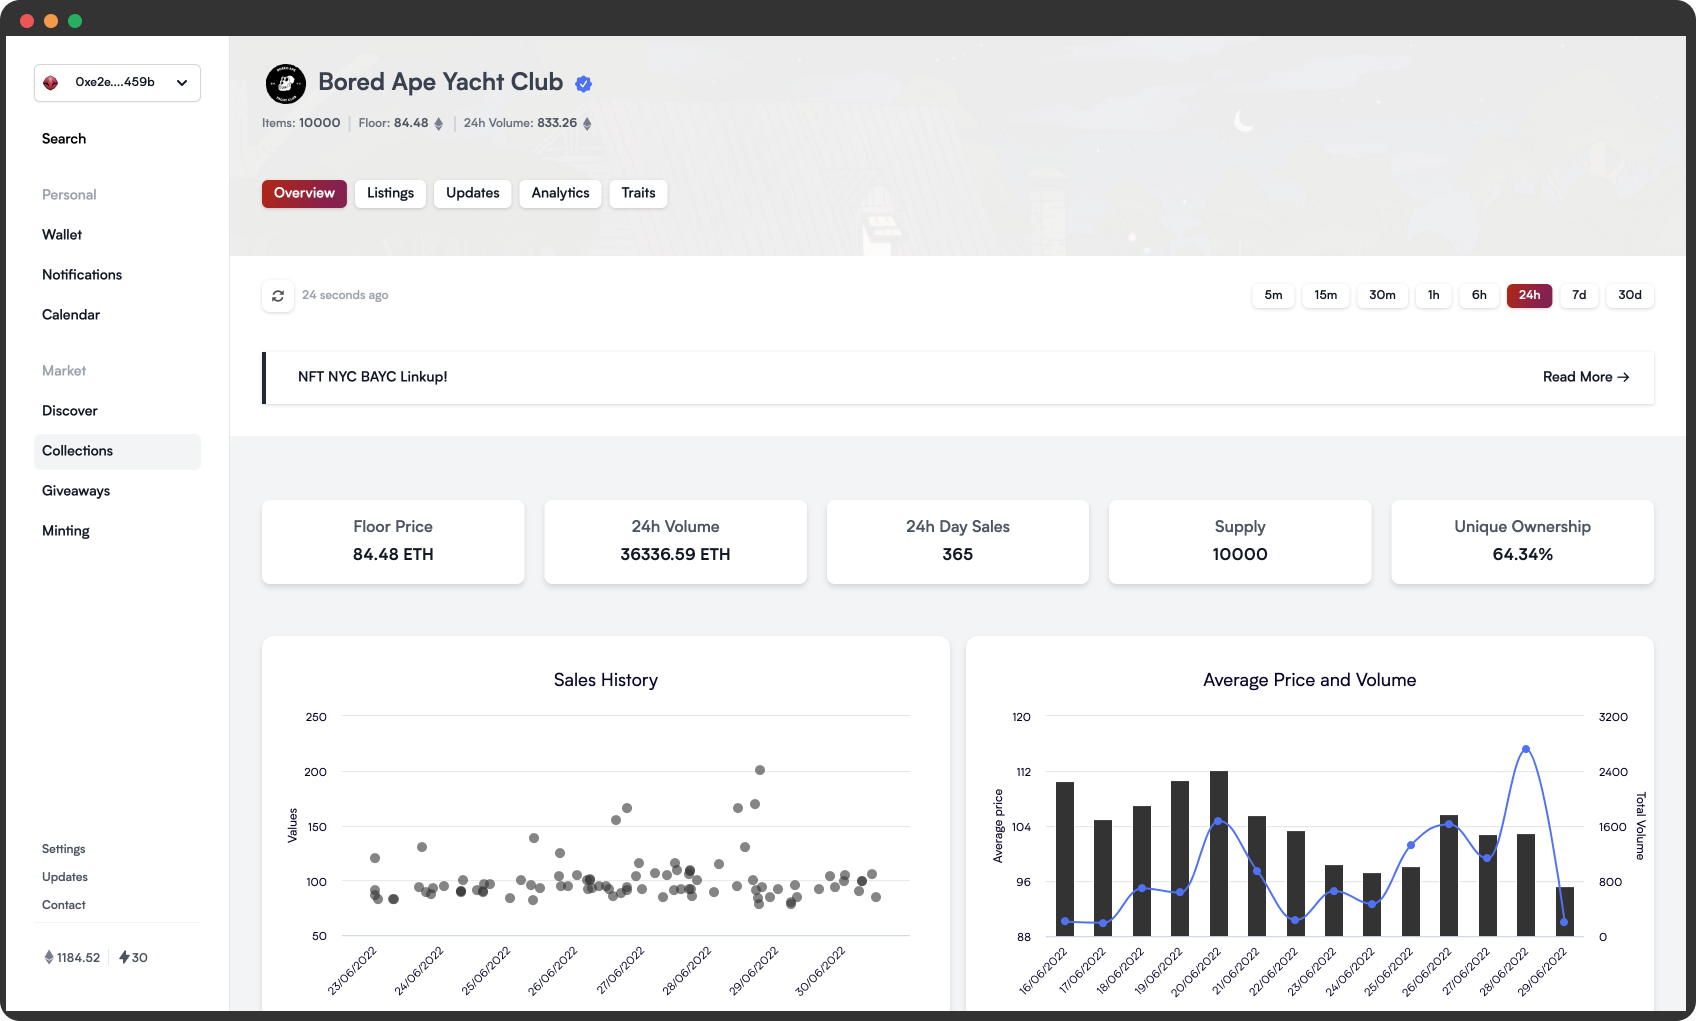 0xe2e....459b
Search
Personal
Wallet
Notifications
Calendar
Market
Discover
Collections
Giveaways
Minting
Settings
Updates
Contact
1184.52 30
BORED APE
YACHT CLUB
Bored Ape Yacht Club
Items: 10000 Floor: 84.48 24h Volume: 833.26
Overview Listings Updates Analytics Traits
24 seconds ago
5m 15m 30m 1h 6h 24h 7d 30d
NFT NYC BAYC Linkup! Read More →
Floor Price
84.48 ETH
24h Volume
36336.59 ETH
24h Day Sales
365
Supply
10000
Unique Ownership
64.34%
Sales History
Values
250
200
150
100
50
23/06/2022 24/06/2022 25/06/2022 26/06/2022 27/06/2022 28/06/2022 29/06/2022 30/06/2022
Average Price and Volume
Average price
120
112
104
96
88
3200
2400
1600
800
0
Total Volume
16/06/2022 17/06/2022 18/06/2022 19/06/2022 20/06/2022 21/06/2022 22/06/2022 23/06/2022 24/06/2022 25/06/2022 26/06/2022 27/06/2022 28/06/2022 29/06/2022